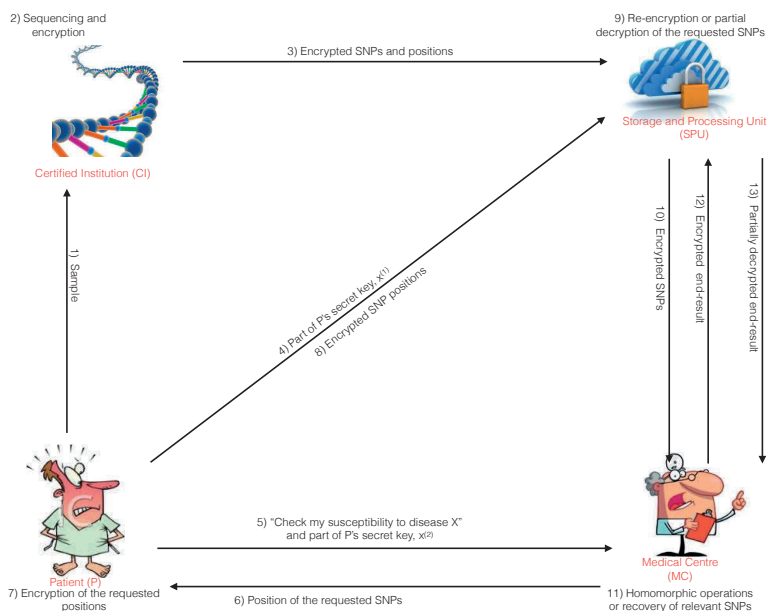 2) Sequencing and
encryption
9) Re-encryption or partial
decryption of the requested SNPs
3) Encrypted SNPs and positions
Storage and Processing Unit
(SPU)
Certified Institution (CI)
1) Sample
4) Part of P's secret key, x(1)
8) Encrypted SNP positions
10) Encrypted SNPs
12) Encrypted end-result
13) Partially decrypted end-result
5) “Check my susceptibility to disease X”
and part of P's secret key, x(2)
Patient (P)
7) Encryption of the requested
positions
6) Position of the requested SNPs
Medical Centre
(MC)
11) Homomorphic operations
or recovery of relevant SNPs